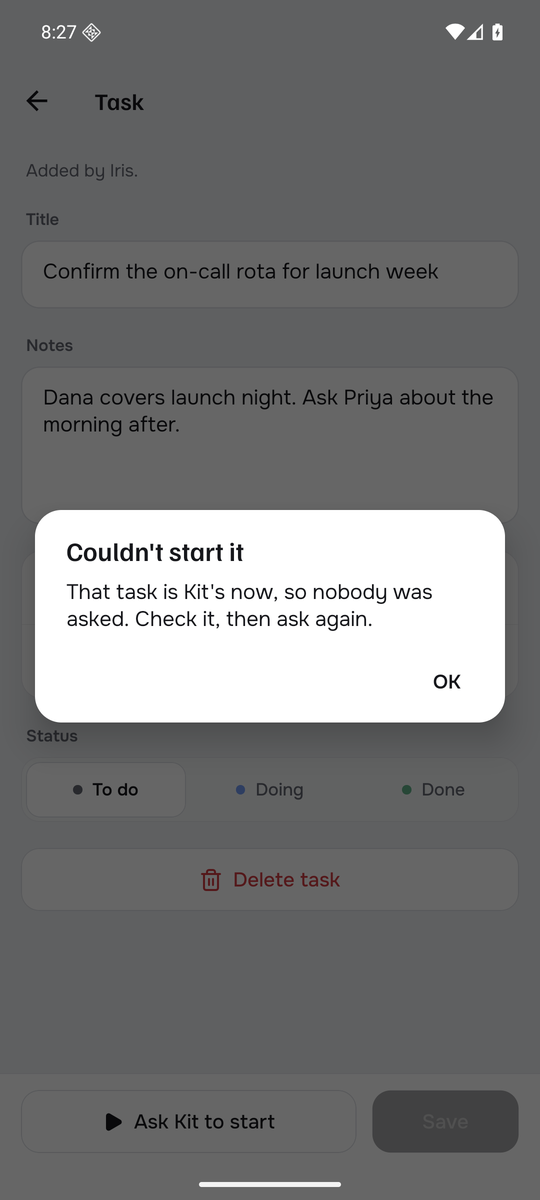 8:27
Task
Added by Iris.
Title
Confirm the on-call rota for launch week
Notes
Dana covers launch night. Ask Priya about the
morning after.
Couldn't start it
That task is Kit's now, so nobody was
asked. Check it, then ask again.
OK
Status
To do
Doing
Done
Delete task
Ask Kit to start
Save